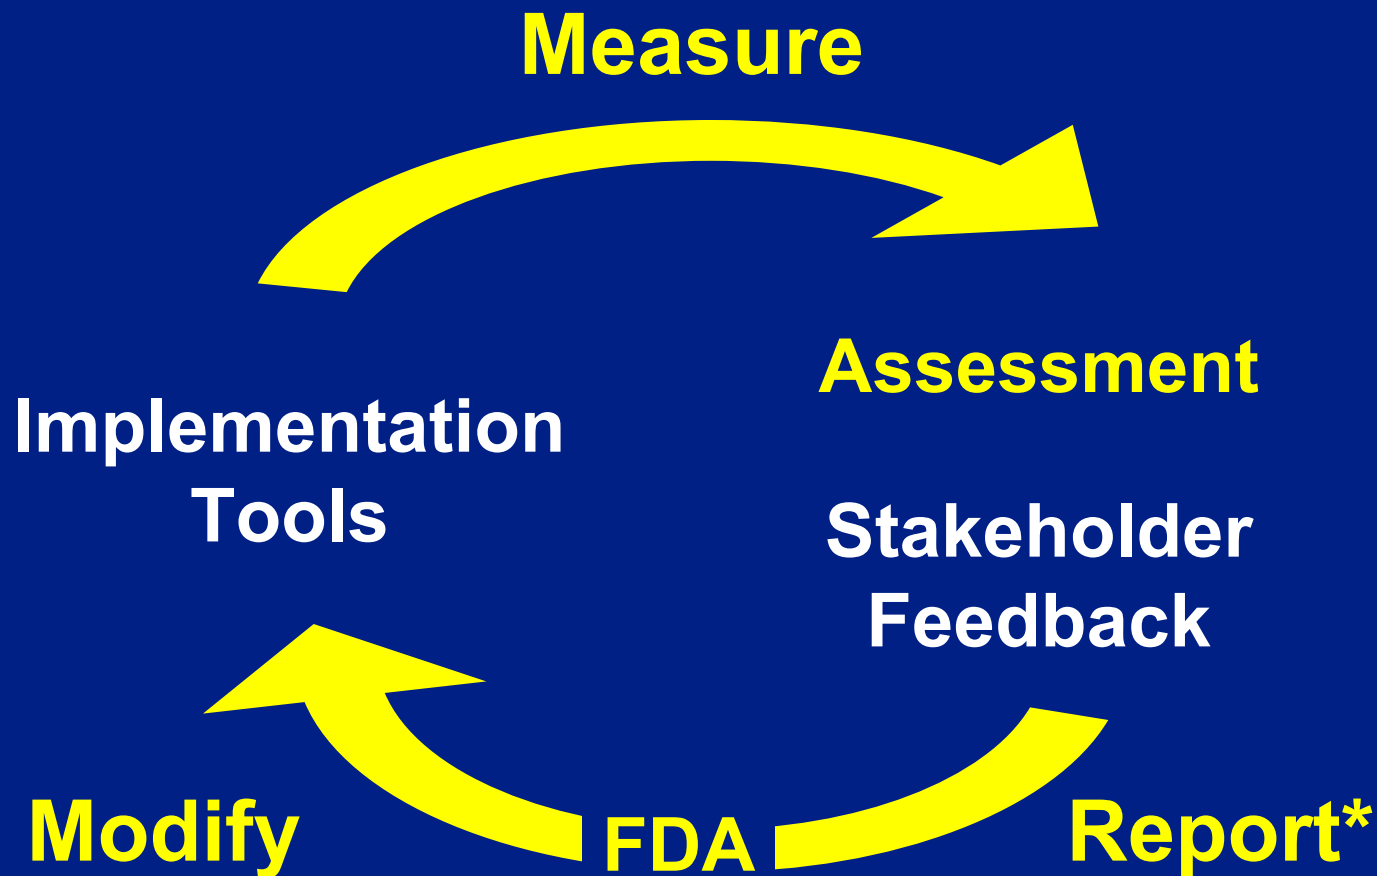 Measure
Assessment
Implementation
Tools
Stakeholder
Feedback
Modify
FDA
Report*